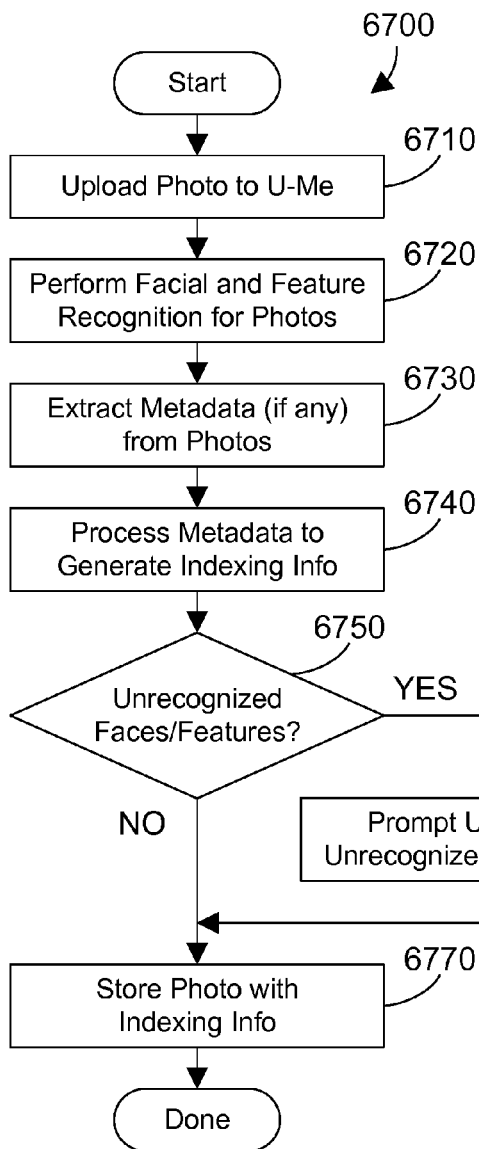 6700
Start
6710
Upload Photo to U-Me
6720
Perform Facial and Feature
Recognition for Photos
6730
Extract Metadata (if any)
from Photos
6740
Process Metadata to
Generate Indexing Info
6750
Unrecognized
Faces/Features?
YES
NO
Prompt
6770
Store Photo with
Indexing Info
Done